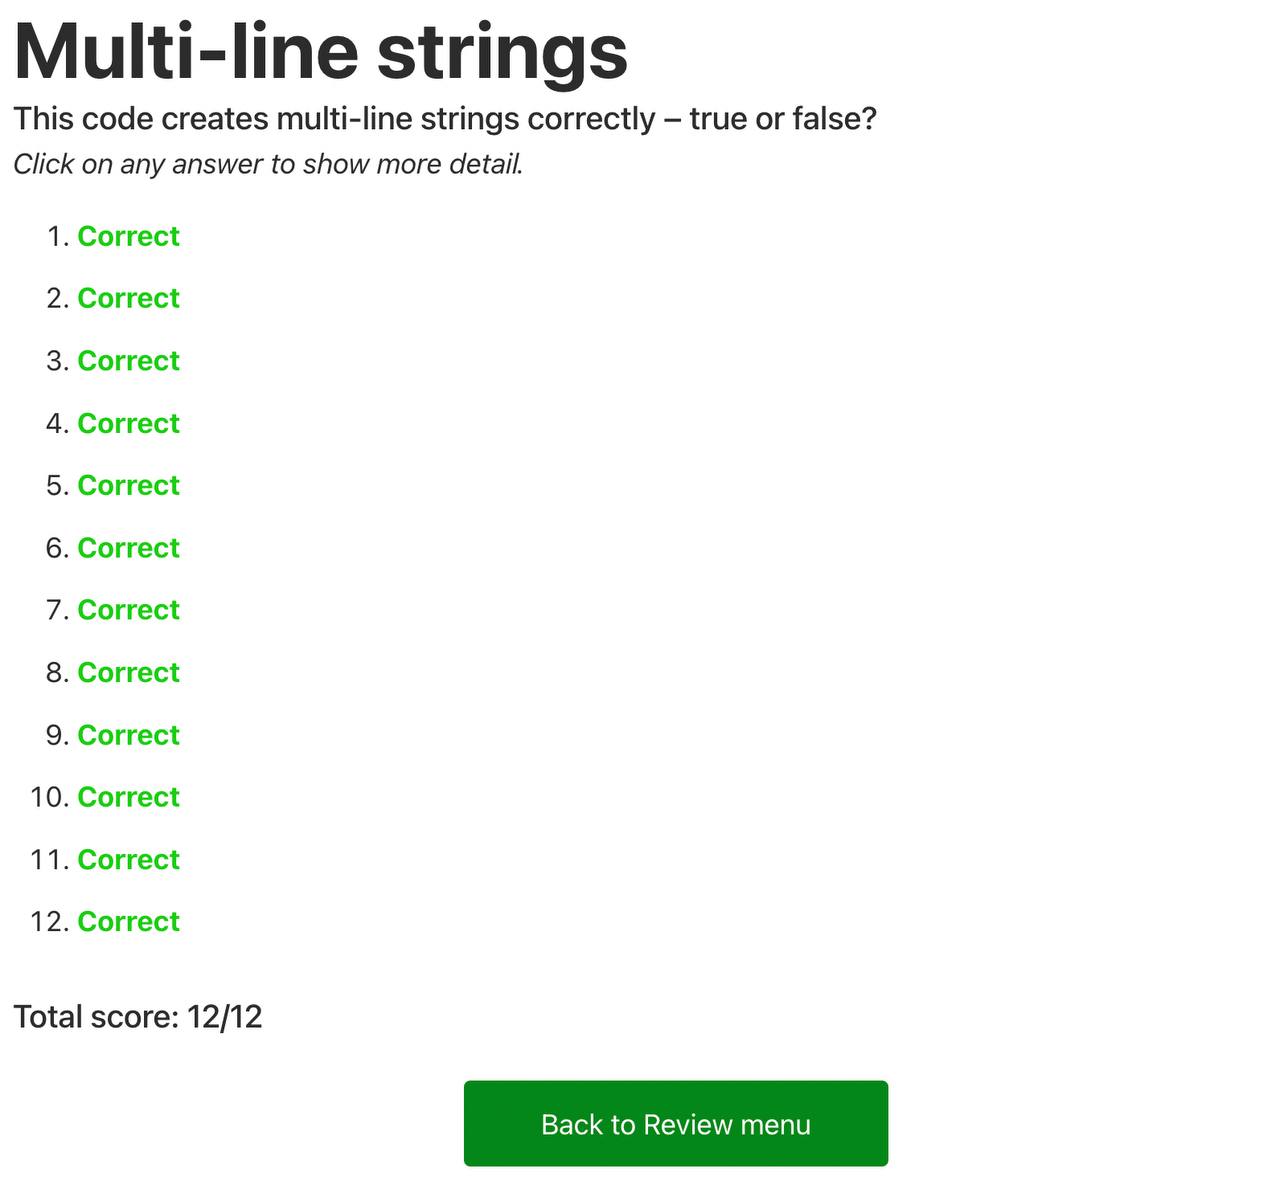 Multi-line strings
This code creates multi-line strings correctly – true or false?
Click on any answer to show more detail.
1. Correct
2. Correct
3. Correct
4. Correct
5. Correct
6. Correct
7. Correct
8. Correct
9. Correct
10. Correct
11. Correct
12. Correct
Total score: 12/12
Back to Review menu